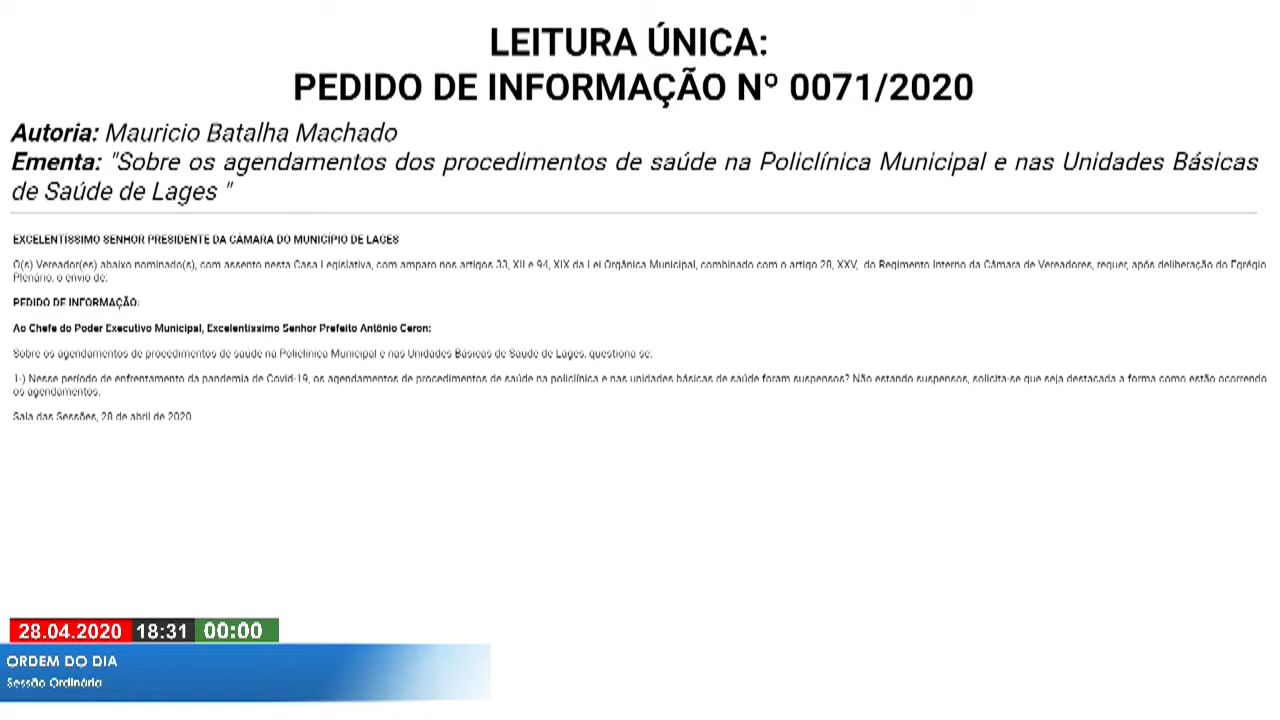 LEITURA ÚNICA:
PEDIDO DE INFORMAÇÃO Nº 0071/2020
Autoria: Mauricio Batalha Machado
Ementa: "Sobre os agendamentos dos procedimentos de saúde na Policlínica Municipal e nas Unidades Básicas
de Saúde de Lages "
EXCELENTÍSSIMO SENHOR PRESIDENTE DA CÂMARA DO MUNICÍPIO DE LAGES
O(s) Vereador(es) abaixo nominado(s), com assento nesta Casa Legislativa, com amparo nos artigos 33, XII e 94, XIX da Lei Orgânica Municipal, combinado com o artigo 28, XXV, do Regimento Interno da Câmara de Vereadores, requer, após deliberação do Egrégio
Plenário, o envio de:
PEDIDO DE INFORMAÇÃO:
Ao Chefe do Poder Executivo Municipal, Excelentíssimo Senhor Prefeito Antônio Ceron:
Sobre os agendamentos de procedimentos de saúde na Policlínica Municipal e nas Unidades Básicas de Saúde de Lages, questiona-se:
1-) Nesse período de enfrentamento da pandemia de Covid-19, os agendamentos de procedimentos de saúde na policlínica e nas unidades básicas de saúde foram suspensos? Não estando suspensos, solicita-se que seja destacada a forma como estão ocorrendo
os agendamentos.
Sala das Sessões, 28 de abril de 2020
28.04.2020 18:31 00:00
ORDEM DO DIA
Sessão Ordinária